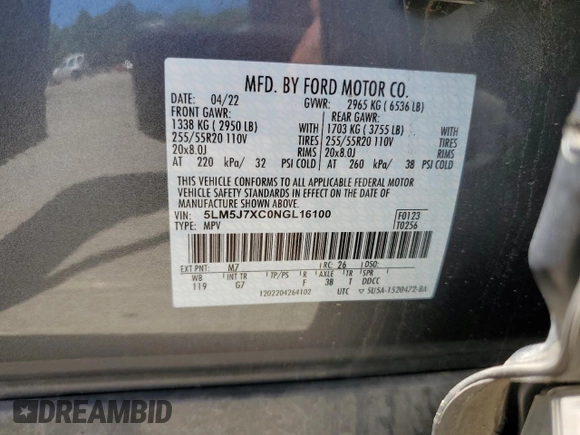 MFD. BY FORD MOTOR CO.
DATE: 04/22 GVWR: 2965 KG ( 6536 LB)
FRONT GAWR: REAR GAWR:
1338 KG ( 2950 LB) WITH 1703 KG ( 3755 LB) WITH
255/55R20 110V TIRES 255/55R20 110V TIRES
20x8.0J RIMS 20x8.0J RIMS
AT 220 kPa/ 32 PSI COLD AT 260 kPa/ 38 PSI COLD
THIS VEHICLE CONFORMS TO ALL APPLICABLE FEDERAL MOTOR
VEHICLE SAFETY STANDARDS IN EFFECT ON THE DATE OF
MANUFACTURE SHOWN ABOVE.
VIN: 5LM5J7XC0NGL16100 F0123
TYPE: MPV T0256
EXT PNT: M7 RC: 26 DSO:
WB INT TR TP/PS R AXLE TR SPR
119 G7 F 3B T DDCC
1202204264102 UTC ▽ 5USA-1520472-BA
DREAMBID